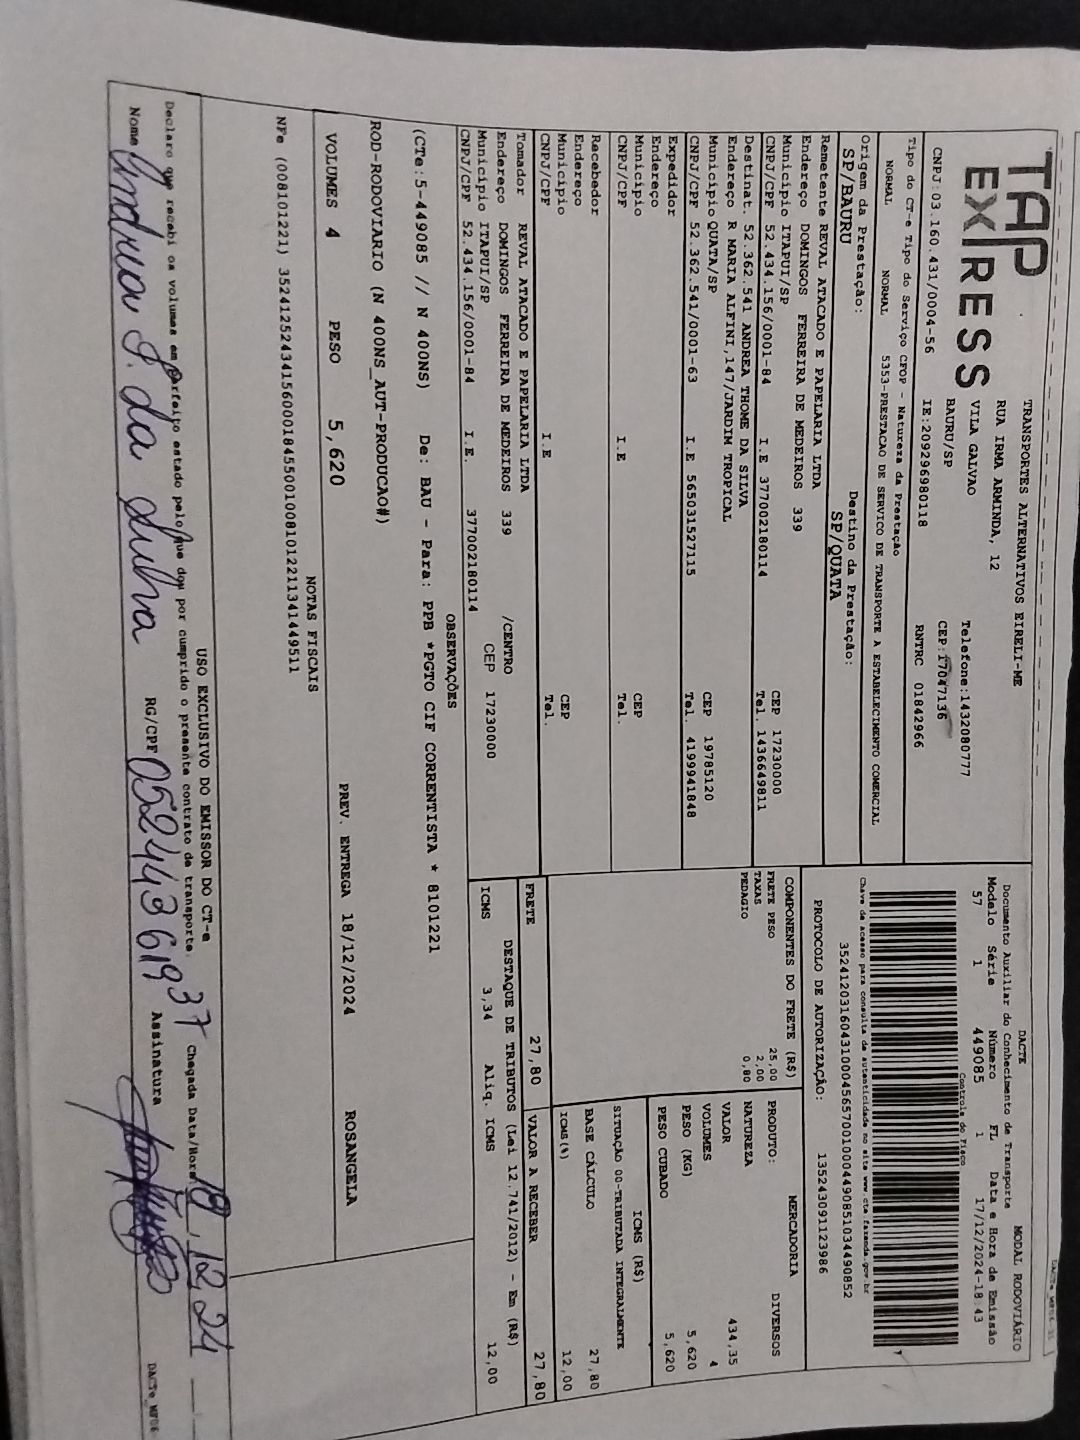 TAP
EXPRESS
TRANSPORTES ALTERNATIVOS EIRELI-ME
RUA IRMA ARMINDA, 12
VILA GALVAO
BAURU/SP
Telefone:1432080777
CEP:17047136
CNPJ:03.160.431/0004-56 IE:209296980118 RNTRC 01842966
Tipo do CT-e Tipo do Serviço CFOP - Natureza da Prestação
NORMAL NORMAL 5353-PRESTACAO DE SERVICO DE TRANSPORTE A ESTABELECIMENTO COMERCIAL
Origem da Prestação: Destino da Prestação:
SP/BAURU SP/QUATA
Remetente REVAL ATACADO E PAPELARIA LTDA
Endereço DOMINGOS FERREIRA DE MEDEIROS 339
Municipio ITAPUI/SP CEP 17230000
CNPJ/CPF 52.434.156/0001-84 I.E 377002180114 Tel. 1436649811
Destinat. 52.362.541 ANDREA THOME DA SILVA
Endereço R MARIA ALFINI,147/JARDIM TROPICAL
Municipio QUATA/SP CEP 19785120
CNPJ/CPF 52.362.541/0001-63 I.E 565031527115 Tel. 41999941848
Expedidor
Endereço
Municipio CEP
CNPJ/CPF I.E Tel.
Recebedor
Endereço
Municipio CEP
CNPJ/CPF I.E Tel.
Tomador REVAL ATACADO E PAPELARIA LTDA
Endereço DOMINGOS FERREIRA DE MEDEIROS 339 /CENTRO
Municipio ITAPUI/SP CEP 17230000
CNPJ/CPF 52.434.156/0001-84 I.E. 377002180114
DACTE MODAL RODOVIÁRIO
Documento Auxiliar do Conhecimento de Transporte
Modelo Série Número FL Data e Hora de Emissão
57 1 449085 1 17/12/2024-18:43
Controle do Fisco
Chave de acesso para consulta de autenticidade no site www.cte.fazenda.gov.br
35241203160431000456570010004490851034490852
PROTOCOLO DE AUTORIZAÇÃO: 135243091123986
COMPONENTES DO FRETE (R$)
FRETE PESO 25,00
TAXAS 2,00
PEDAGIO 0,80
MERCADORIA
PRODUTO: DIVERSOS
NATUREZA
VALOR 434,35
VOLUMES 4
PESO (KG) 5,620
PESO CUBADO 5,620
ICMS (R$)
SITUAÇÃO 00-TRIBUTADA INTEGRALMENTE
BASE CÁLCULO 27,80
ICMS(%) 12,00
FRETE 27,80 VALOR A RECEBER 27,80
DESTAQUE DE TRIBUTOS (Lei 12.741/2012) - Em (R$)
ICMS 3,34 Aliq. ICMS 12,00
OBSERVAÇÕES
(CTe:5-449085 // N 400NS) De: BAU - Para: PPB *PGTO CIF CORRENTISTA * 8101221
ROD-RODOVIARIO (N 400NS_AUT-PRODUCAO#)
VOLUMES 4 PESO 5,620 PREV. ENTREGA 18/12/2024 ROSANGELA
NOTAS FISCAIS
NFe (008101221) 35241252434156000184550010081012211341449511
USO EXCLUSIVO DO EMISSOR DO CT-e
Declaro que recebi os volumes em perfeito estado pelo que dou por cumprido o presente contrato de transporte. Chegada Data/Hora 18, 12 24
Nome RG/CPF 052443619 37 Assinatura